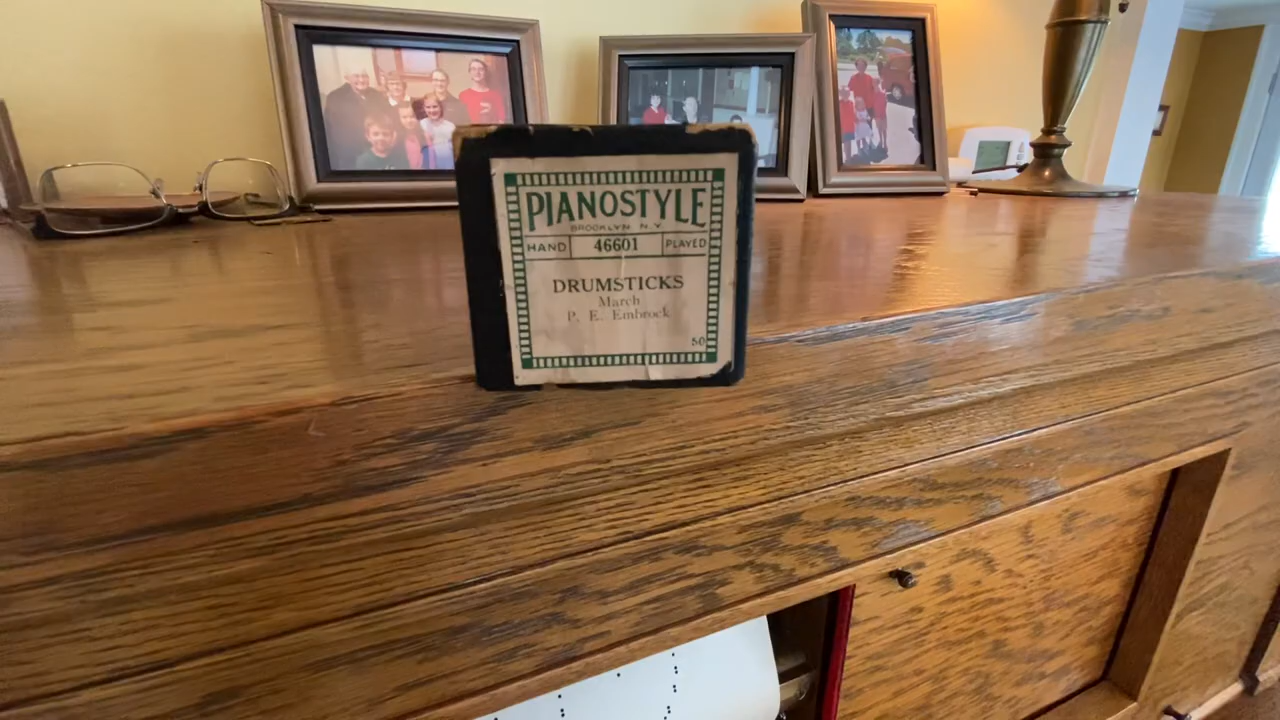 PIANOSTYLE
BROOKLYN N.Y.
HAND 46601 PLAYED
DRUMSTICKS
March
P. E. Embrock
50